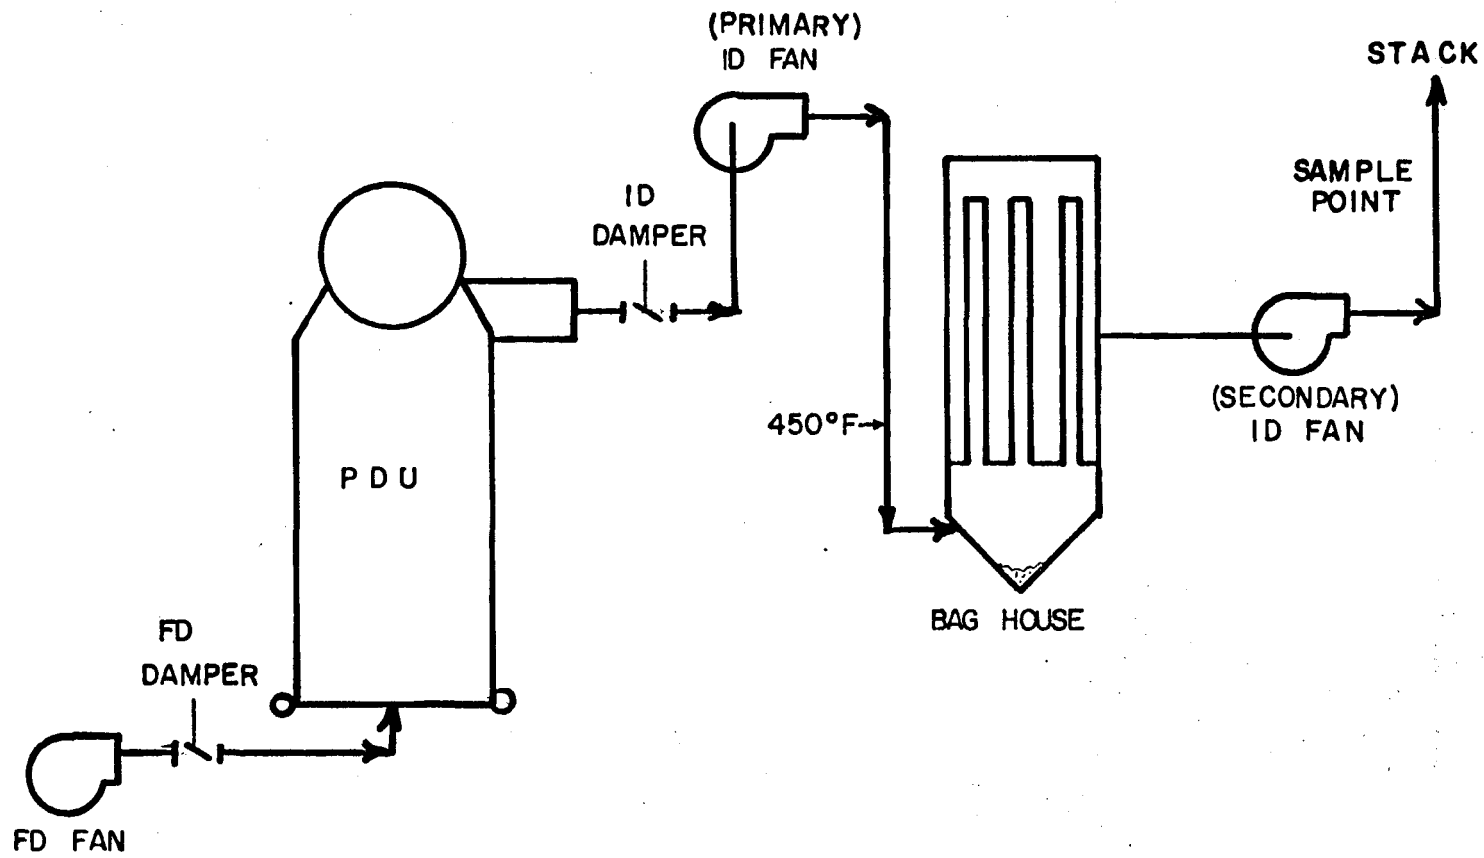 (PRIMARY)
ID FAN
STACK
SAMPLE
POINT
ID
DAMPER
(SECONDARY)
ID FAN
450°F
PDU
BAG HOUSE
FD
DAMPER
FD FAN